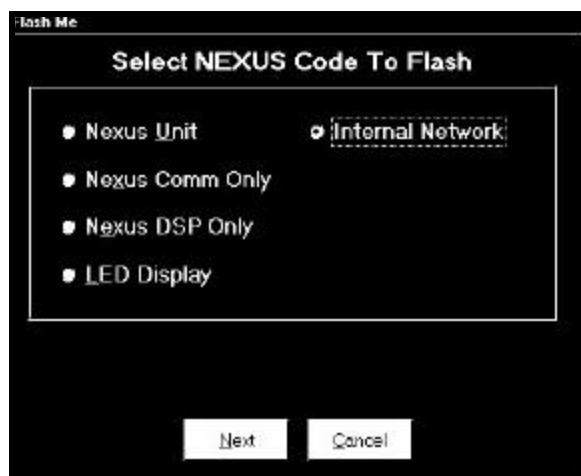 Flash Me
Select NEXUS Code To Flash
Nexus Unit
Internal Network
Nexus Comm Only
Nexus DSP Only
LED Display
Next
Cancel